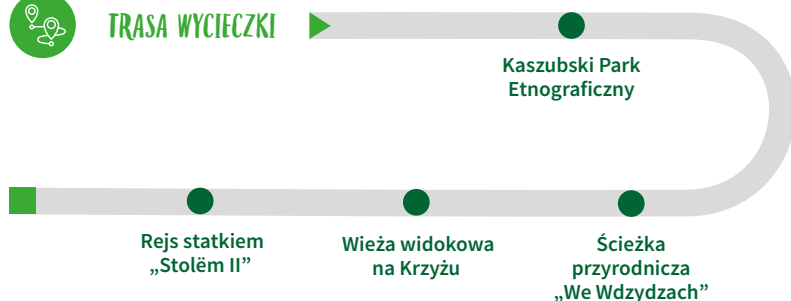 TRASA WYCIECZKI
Kaszubski Park
Etnograficzny
Rejs statkiem
„Stolëm II”
Wieża widokowa
na Krzyżu
Ścieżka
przyrodnicza
„We Wdzydzach”